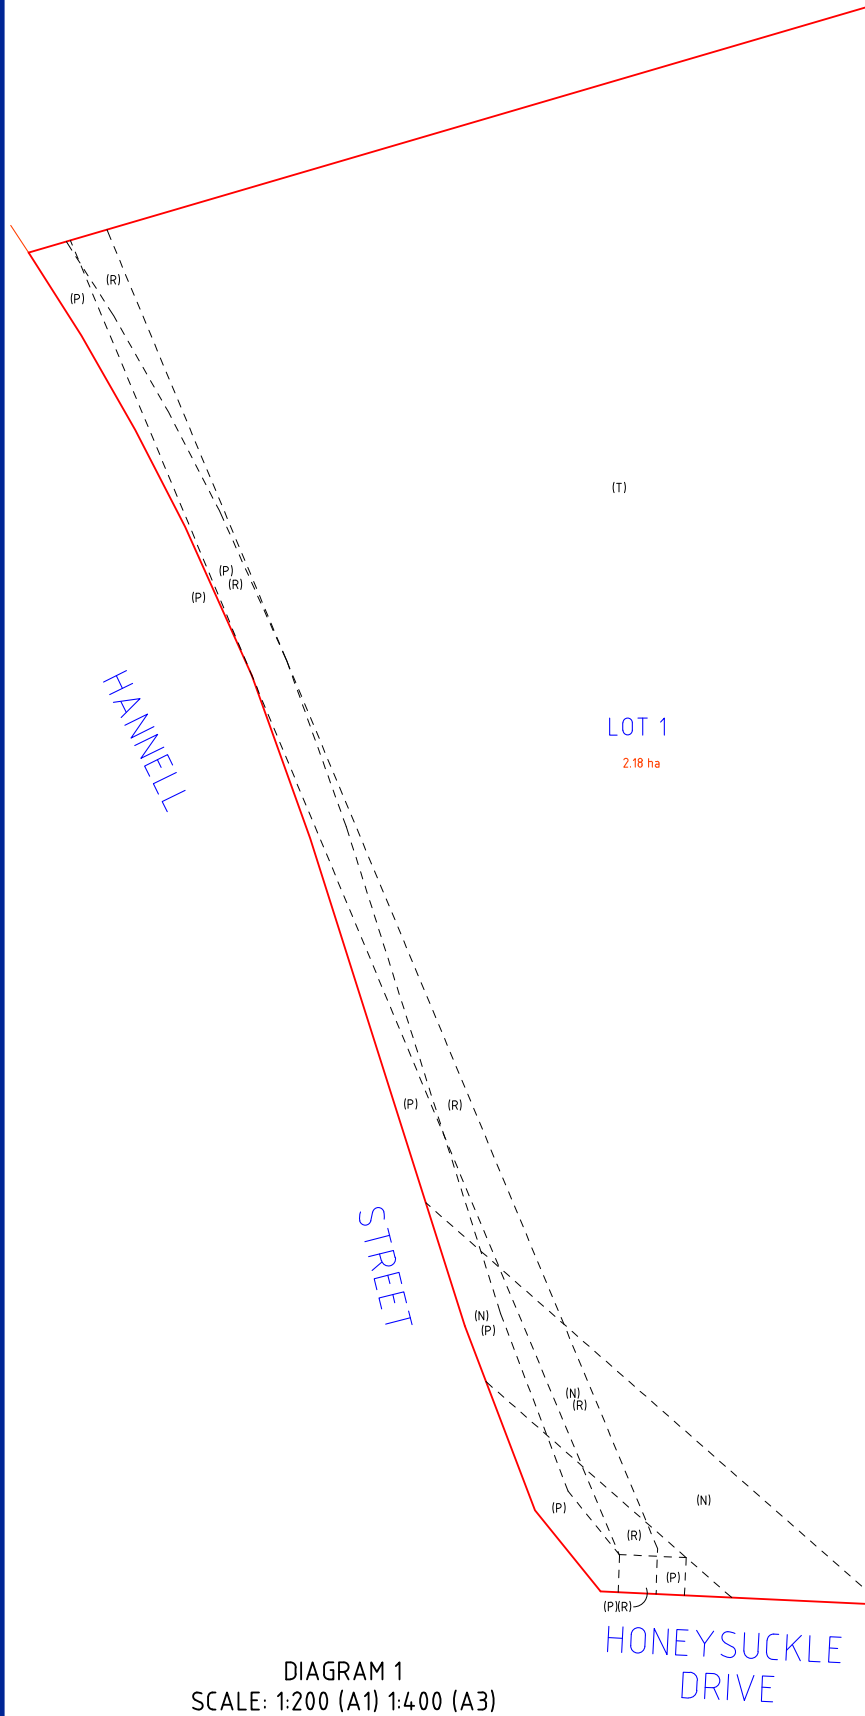 (R)
(P)
(T)
(P)
(R)
(P)
HANNELL
LOT 1
2.18 ha
(P)
(R)
STREET
(N)
(P)
(N)
(R)
(N)
(P)
(R)
(P)
(P)(R)
HONEYSUCKLE
DRIVE
DIAGRAM 1
SCALE: 1:200 (A1) 1:400 (A3)